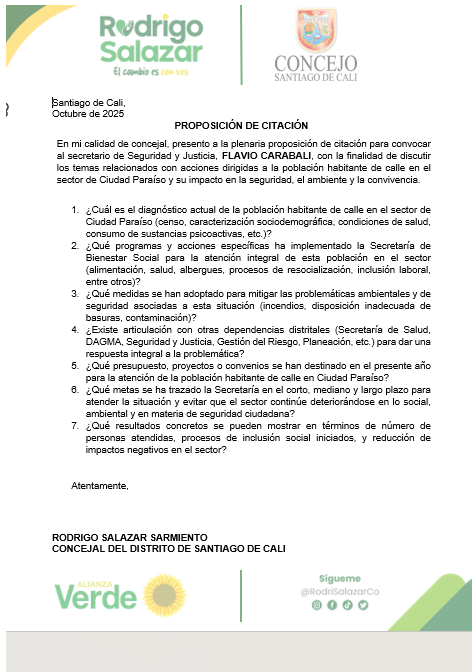 Rodrigo
Salazar
El cambio es con vos
CONCEJO
SANTIAGO DE CALI
Santiago de Cali,
Octubre de 2025
PROPOSICIÓN DE CITACIÓN
En mi calidad de concejal, presento a la plenaria proposición de citación para convocar
al secretario de Seguridad y Justicia, FLAVIO CARABALI, con la finalidad de discutir
los temas relacionados con acciones dirigidas a la población habitante de calle en el
sector de Ciudad Paraíso y su impacto en la seguridad, el ambiente y la convivencia.
1. ¿Cuál es el diagnóstico actual de la población habitante de calle en el sector de
Ciudad Paraíso (censo, caracterización sociodemográfica, condiciones de salud,
consumo de sustancias psicoactivas, etc.)?
2. ¿Qué programas y acciones específicas ha implementado la Secretaría de
Bienestar Social para la atención integral de esta población en el sector
(alimentación, salud, albergues, procesos de resocialización, inclusión laboral,
entre otros)?
3. ¿Qué medidas se han adoptado para mitigar las problemáticas ambientales y de
seguridad asociadas a esta situación (incendios, disposición inadecuada de
basuras, contaminación)?
4. ¿Existe articulación con otras dependencias distritales (Secretaría de Salud,
DAGMA, Seguridad y Justicia, Gestión del Riesgo, Planeación, etc.) para dar una
respuesta integral a la problemática?
5. ¿Qué presupuesto, proyectos o convenios se han destinado en el presente año
para la atención de la población habitante de calle en Ciudad Paraíso?
6. ¿Qué metas se ha trazado la Secretaría en el corto, mediano y largo plazo para
atender la situación y evitar que el sector continúe deteriorándose en lo social,
ambiental y en materia de seguridad ciudadana?
7. ¿Qué resultados concretos se pueden mostrar en términos de número de
personas atendidas, procesos de inclusión social iniciados, y reducción de
impactos negativos en el sector?
Atentamente,
RODRIGO SALAZAR SARMIENTO
CONCEJAL DEL DISTRITO DE SANTIAGO DE CALI
ALIANZA
Verde
Sígueme
@RodriSalazarCo